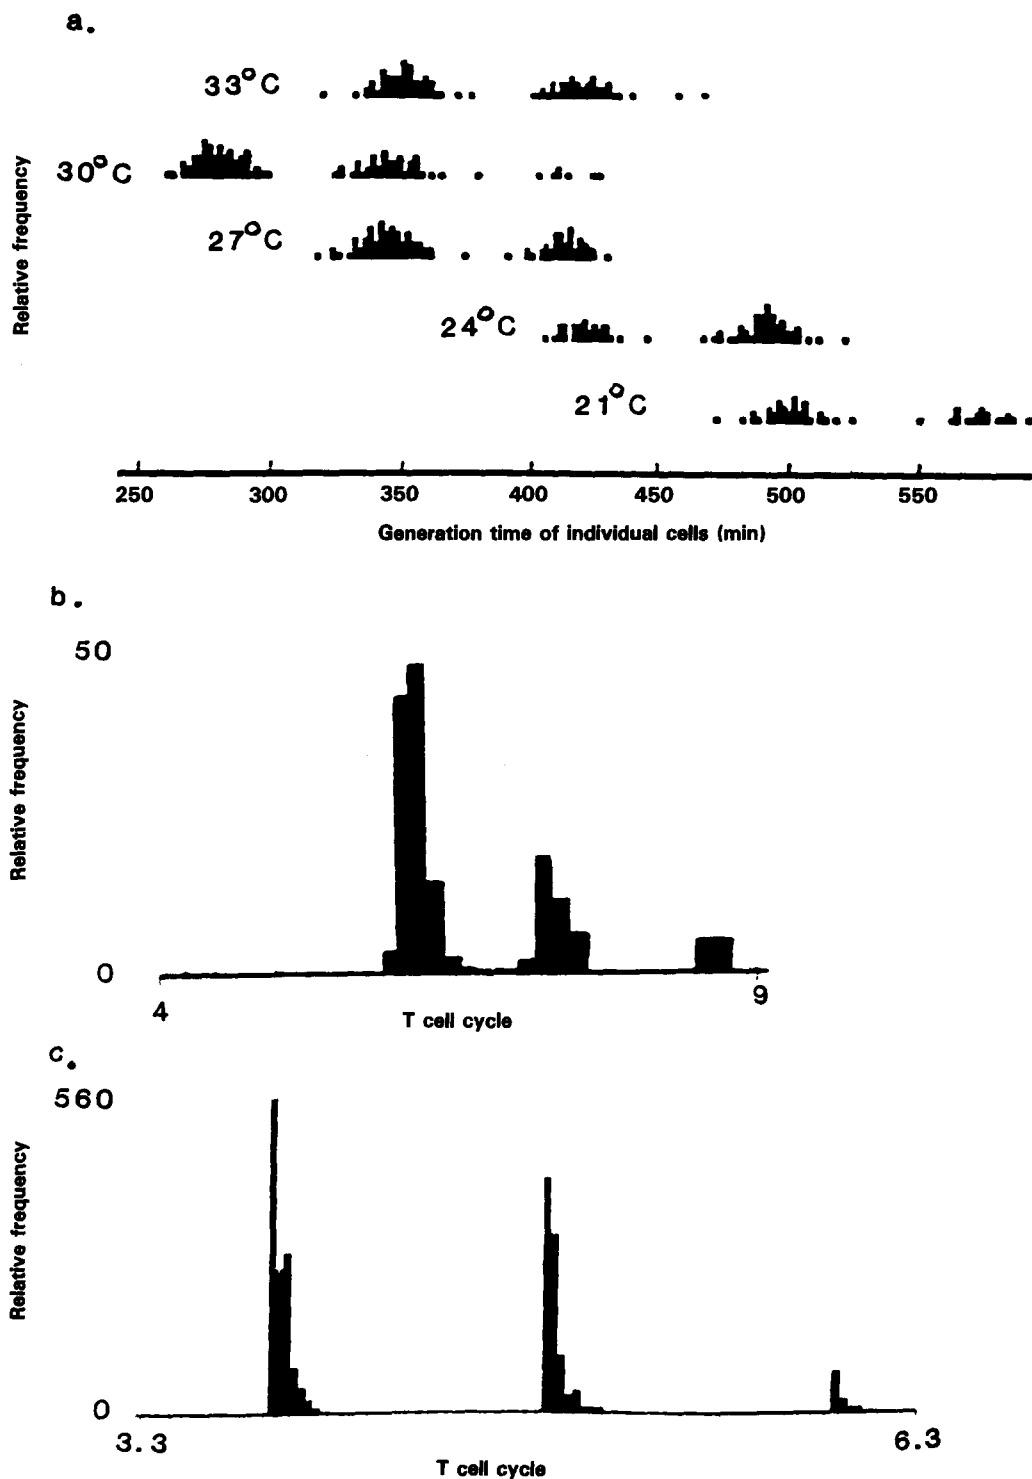 a.
33°C
30°C
27°C
24°C
21°C
Relative frequency
250 300 350 400 450 500 550
Generation time of individual cells (min)
b.
50
Relative frequency
0
4 9
T cell cycle
c.
560
Relative frequency
0
3.3 6.3
T cell cycle